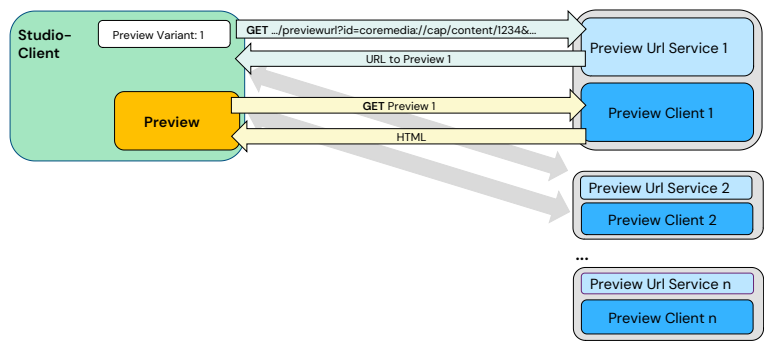 Studio-
Client
Preview Variant: 1
GET .../previewurl?id=coremedia://cap/content/1234&...
Preview Url Service 1
URL to Preview 1
Preview
GET Preview 1
Preview Client 1
HTML
Preview Url Service 2
Preview Client 2
...
Preview Url Service n
Preview Client n